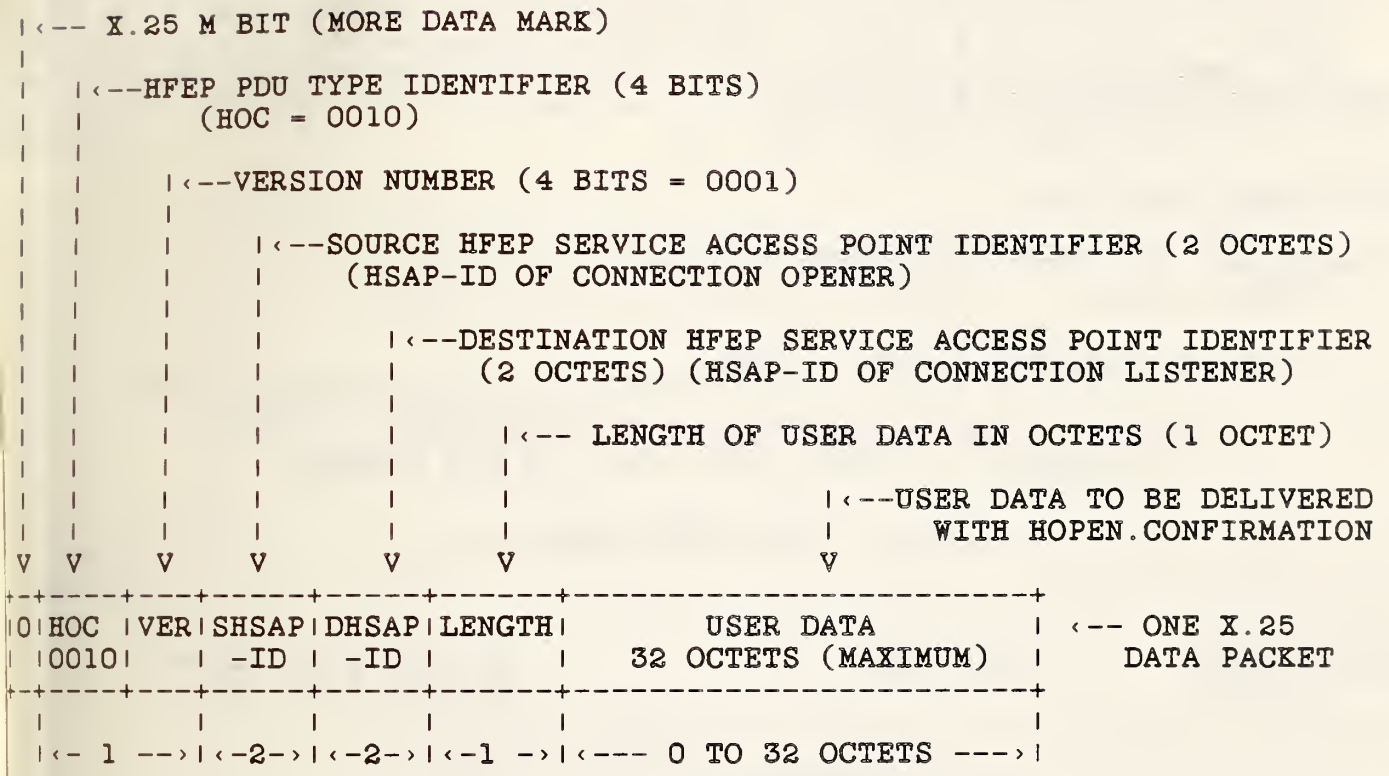 |<-- X.25 M BIT (MORE DATA MARK)
|<--HFEP PDU TYPE IDENTIFIER (4 BITS)
(HOC = 0010)
|<--VERSION NUMBER (4 BITS = 0001)
|<--SOURCE HFEP SERVICE ACCESS POINT IDENTIFIER (2 OCTETS)
(HSAP-ID OF CONNECTION OPENER)
|<--DESTINATION HFEP SERVICE ACCESS POINT IDENTIFIER
(2 OCTETS) (HSAP-ID OF CONNECTION LISTENER)
|<-- LENGTH OF USER DATA IN OCTETS (1 OCTET)
|<--USER DATA TO BE DELIVERED
WITH HOPEN.CONFIRMATION
V V V V V V V
+-+----+---+------+------+-------+---------------------------+
|0|HOC |VER|SHSAP|DHSAP|LENGTH| USER DATA | <-- ONE X.25
| |0010| | -ID | -ID | | 32 OCTETS (MAXIMUM) | DATA PACKET
+-+----+---+------+------+-------+---------------------------+
|<- 1 -->|<-2->|<-2->|<-1 ->|<--- 0 TO 32 OCTETS --->|